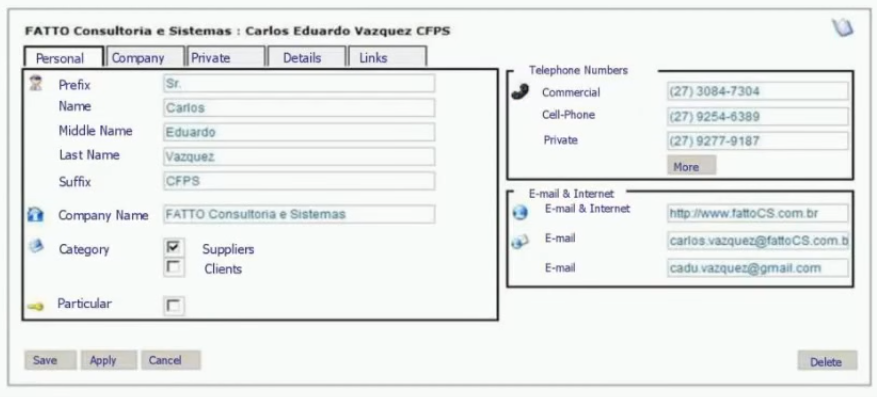 FATTO Consultoria e Sistemas : Carlos Eduardo Vazquez CFPS
Personal Company Private Details Links
Prefix Sr.
Name Carlos
Middle Name Eduardo
Last Name Vazquez
Suffix CFPS
Company Name FATTO Consultoria e Sistemas
Category Suppliers
Clients
Particular
Telephone Numbers
Commercial (27) 3084-7304
Cell-Phone (27) 9254-6389
Private (27) 9277-9187
More
E-mail & Internet
E-mail & Internet http://www.fattoCS.com.br
E-mail carlos.vazquez@fattoCS.com.b
E-mail cadu.vazquez@gmail.com
Save Apply Cancel Delete